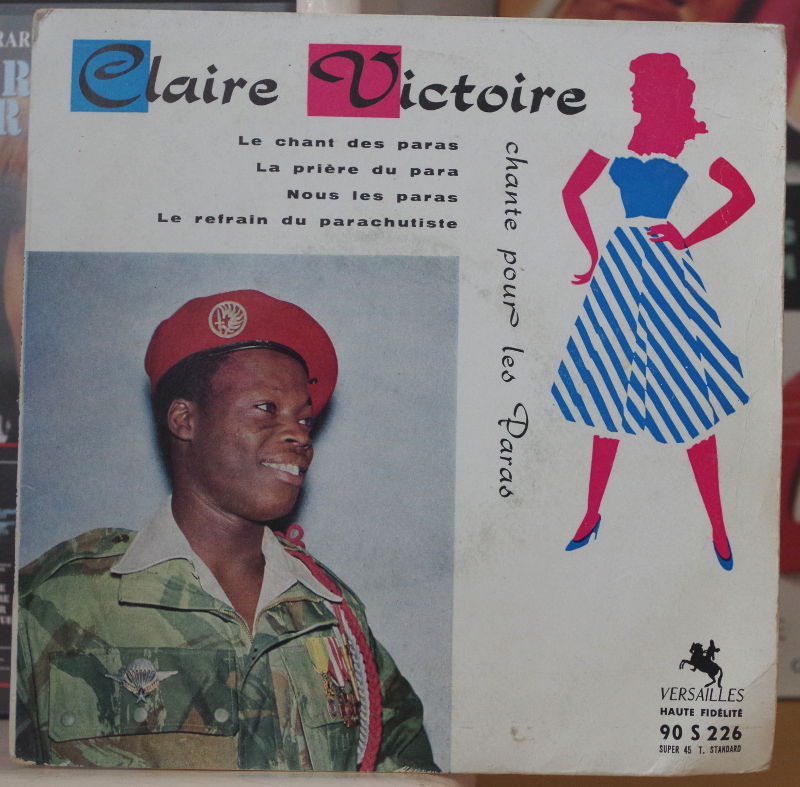 Claire Victoire
Le chant des paras
La prière du para
Nous les paras
Le refrain du parachutiste
chante pour les Paras
VERSAILLES
HAUTE FIDÉLITÉ
90 S 226
SUPER 45 T. STANDARD